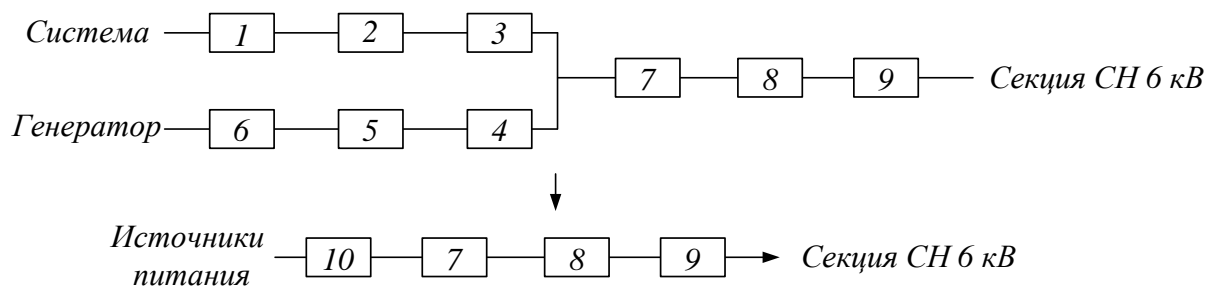 Система 1 2 3
7 8 9 Секция СН 6 кВ
Генератор 6 5 4
Источники
питания
10 7 8 9 Секция СН 6 кВ